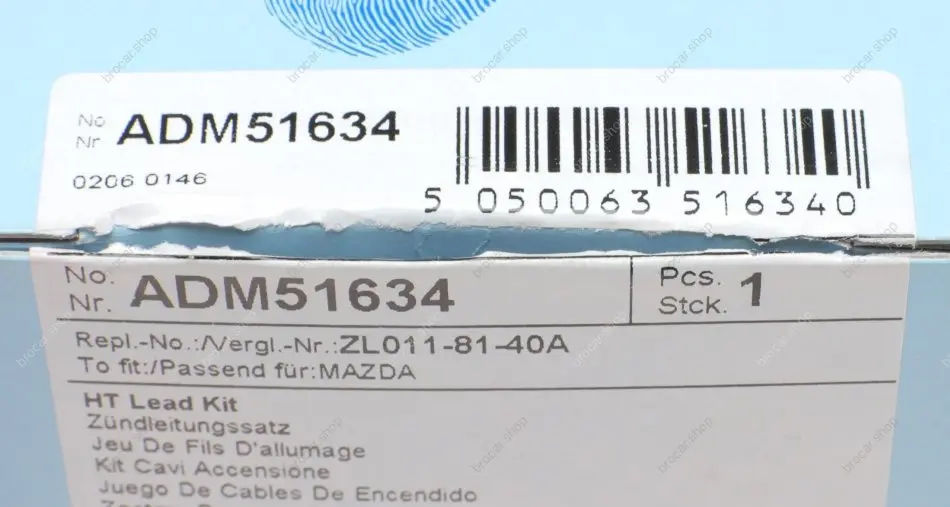 No
Nr ADM51634
0206 0146
5 050063 516340
No.
Nr. ADM51634
Pcs.
Stck. 1
Repl.-No.:/Vergl.-Nr.:ZL011-81-40A
To fit:/Passend für:MAZDA
HT Lead Kit
Zündleitungssatz
Jeu De Fils D'allumage
Kit Cavi Accensione
Juego De Cables De Encendido
brocar.shop